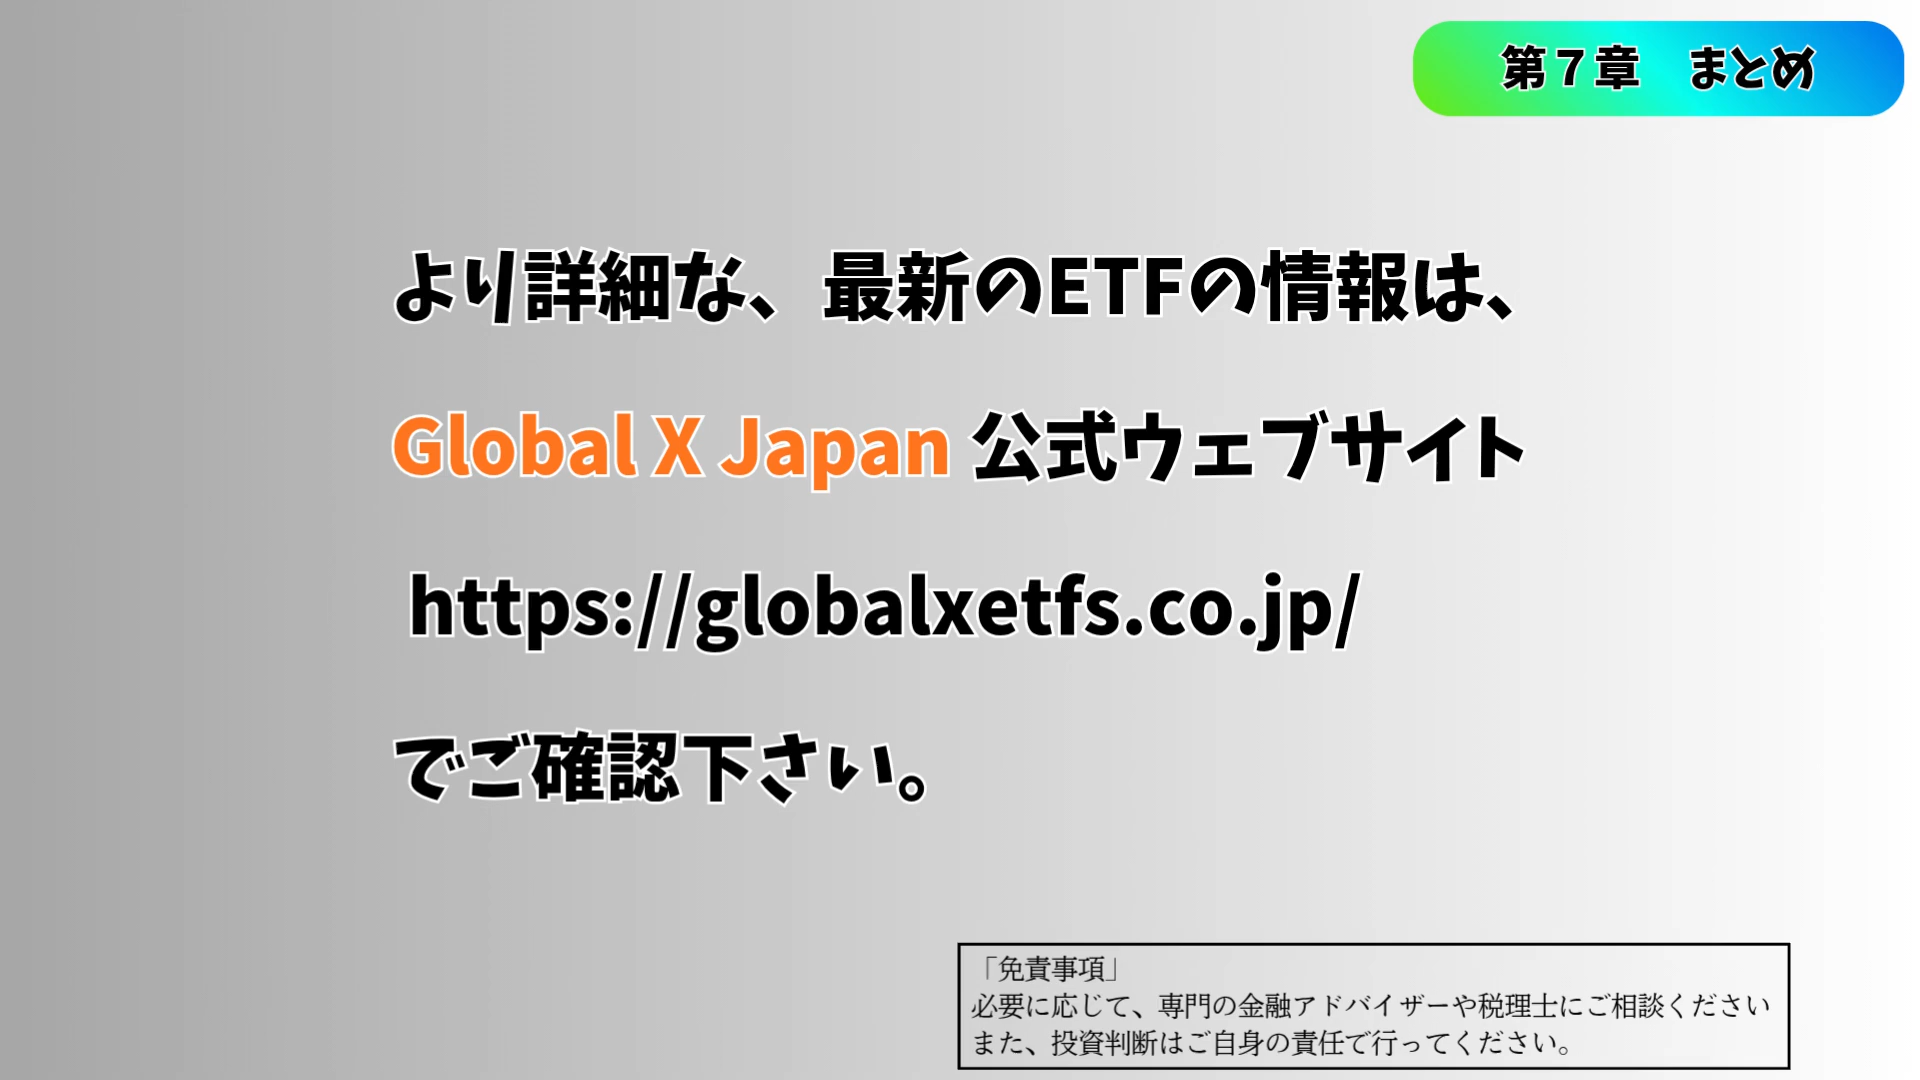 第７章　まとめ
より詳細な、最新のETFの情報は、
Global X Japan 公式ウェブサイト
https://globalxetfs.co.jp/
でご確認下さい。
「免責事項」
必要に応じて、専門の金融アドバイザーや税理士にご相談ください
また、投資判断はご自身の責任で行ってください。